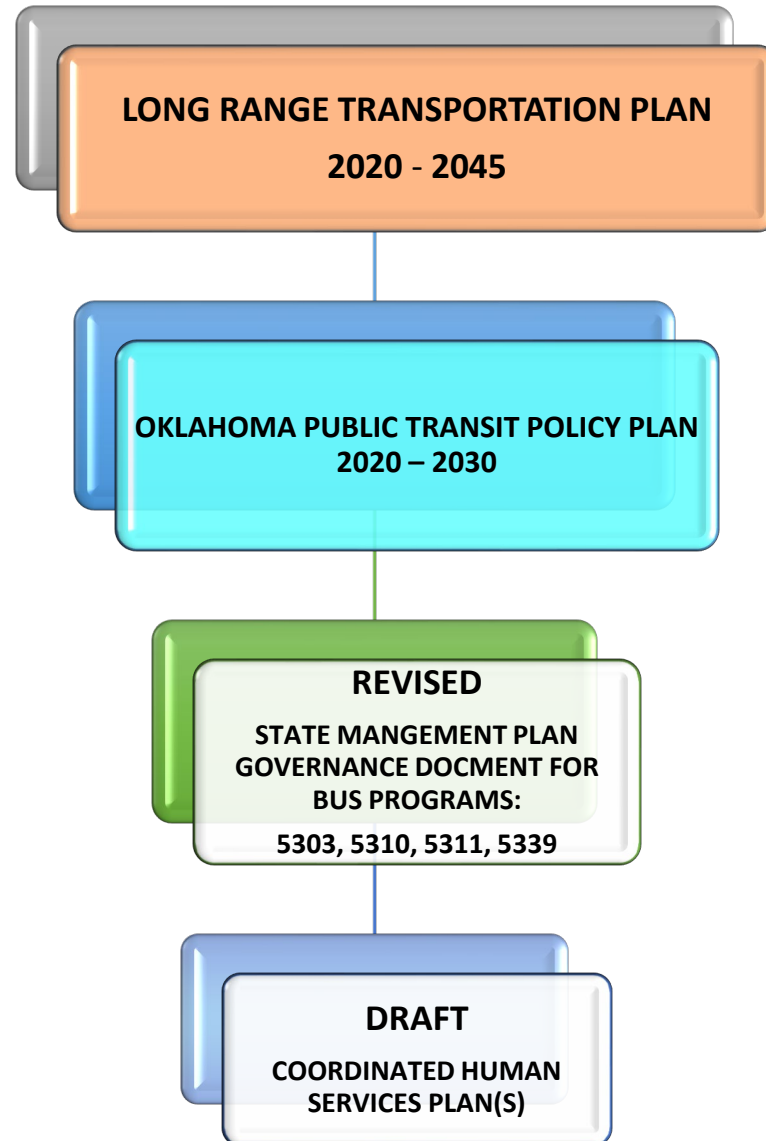 LONG RANGE TRANSPORTATION PLAN
2020 - 2045
OKLAHOMA PUBLIC TRANSIT POLICY PLAN
2020 – 2030
REVISED
STATE MANGEMENT PLAN
GOVERNANCE DOCMENT FOR
BUS PROGRAMS:
5303, 5310, 5311, 5339
DRAFT
COORDINATED HUMAN
SERVICES PLAN(S)